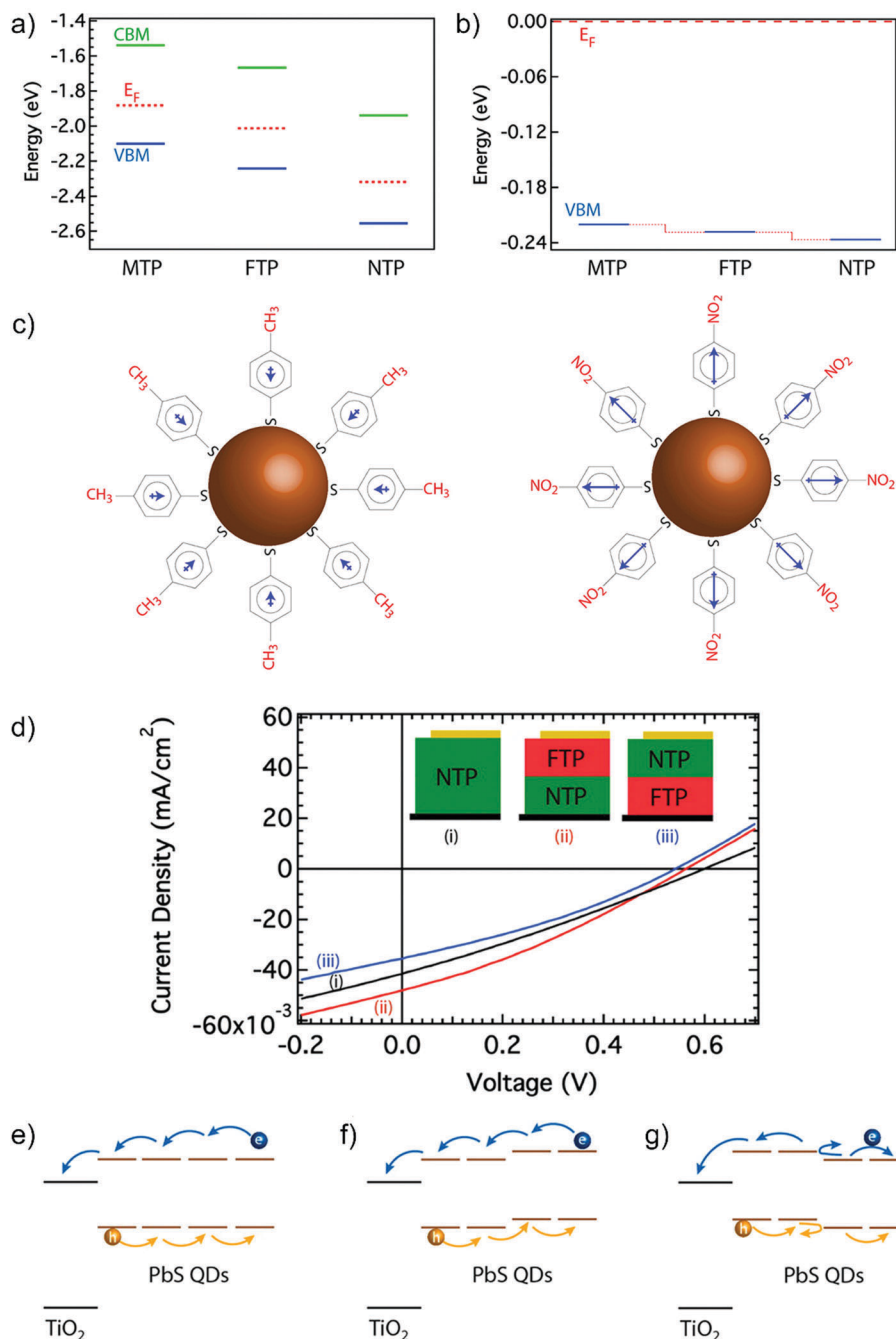 a)
-1.4
-1.6
-1.8
-2.0
-2.2
-2.4
-2.6
Energy (eV)
CBM
E_F
VBM
MTP FTP NTP
b)
0.00
-0.06
-0.12
-0.18
-0.24
Energy (eV)
E_F
VBM
MTP FTP NTP
c)
CH₃
CH₃
CH₃
CH₃
CH₃
CH₃
CH₃
CH₃
S
S
S
S
S
S
S
S
NO₂
NO₂
NO₂
NO₂
NO₂
NO₂
NO₂
NO₂
S
S
S
S
S
S
S
S
d)
60
40
20
0
-20
-40
-60x10⁻³
Current Density (mA/cm²)
NTP
(i)
FTP
NTP
(ii)
NTP
FTP
(iii)
(iii)
(i)
(ii)
-0.2 0.0 0.2 0.4 0.6
Voltage (V)
e)
e
h
PbS QDs
TiO₂
f)
e
h
PbS QDs
TiO₂
g)
e
h
PbS QDs
TiO₂